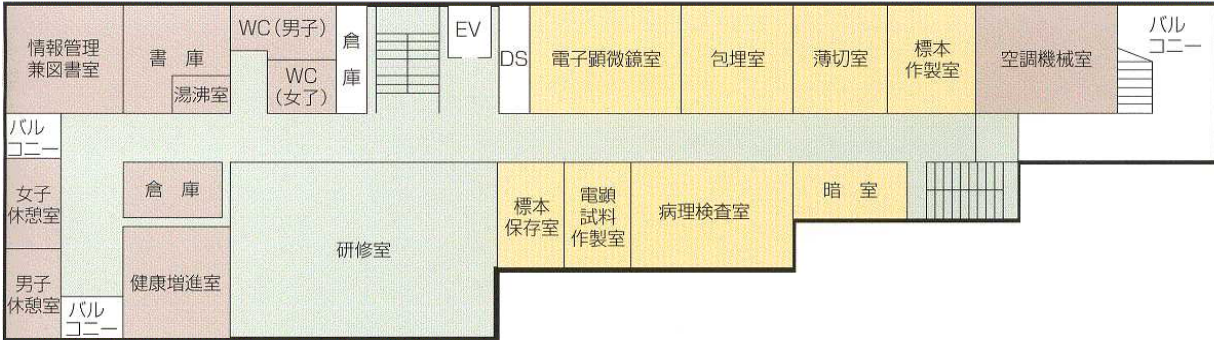 情報管理
兼図書室
書庫
湯沸室
WC(男子)
WC
(女了)
倉
庫
EV
DS
電子顕微鏡室
包埋室
薄切室
標本
作製室
空調機械室
バル
コニー
バル
コニー
女子
休憩室
男子
休憩室
バル
コニー
倉庫
健康増進室
研修室
標本
保存室
電顕
試料
作製室
病理検査室
暗室